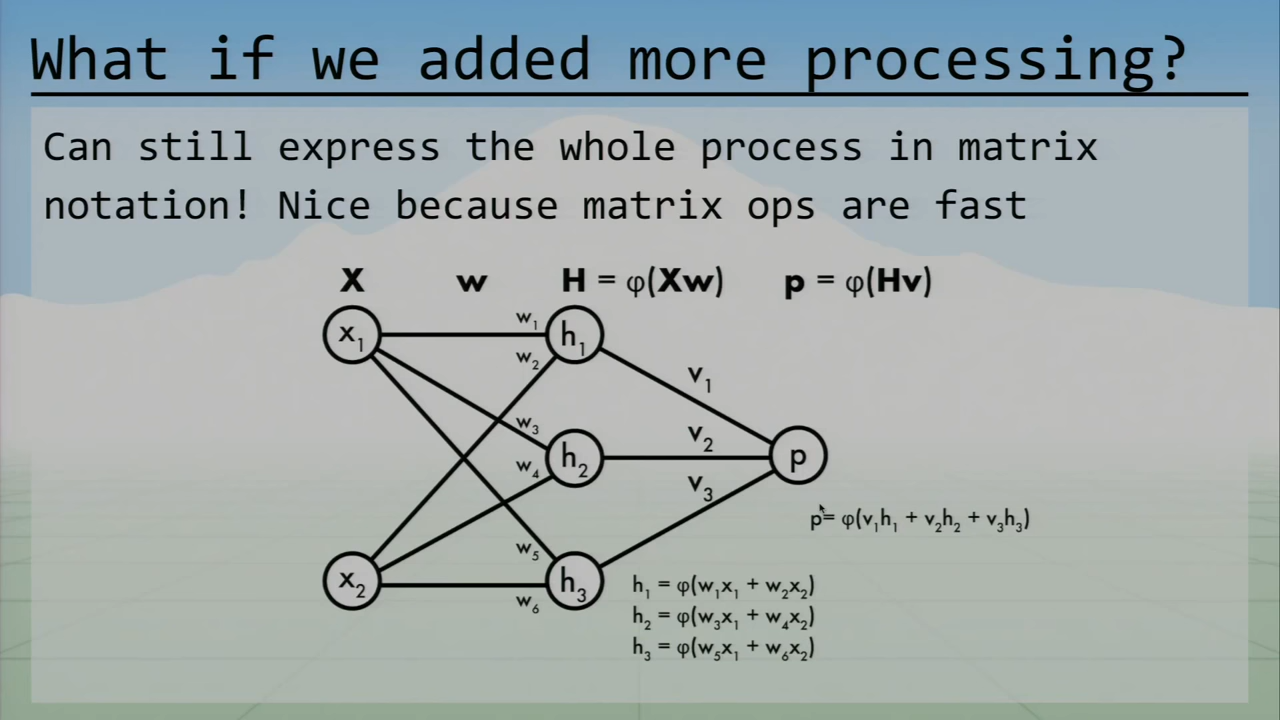 What if we added more processing?
Can still express the whole process in matrix
notation! Nice because matrix ops are fast
X w H = φ(Xw) p = φ(Hv)
x₁ w₁ h₁
w₂
v₁
w₃
v₂
w₄ h₂ p
v₃
p= φ(v₁h₁ + v₂h₂ + v₃h₃)
w₅
x₂ h₃
w₆
h₁ = φ(w₁x₁ + w₂x₂)
h₂ = φ(w₃x₁ + w₄x₂)
h₃ = φ(w₅x₁ + w₆x₂)